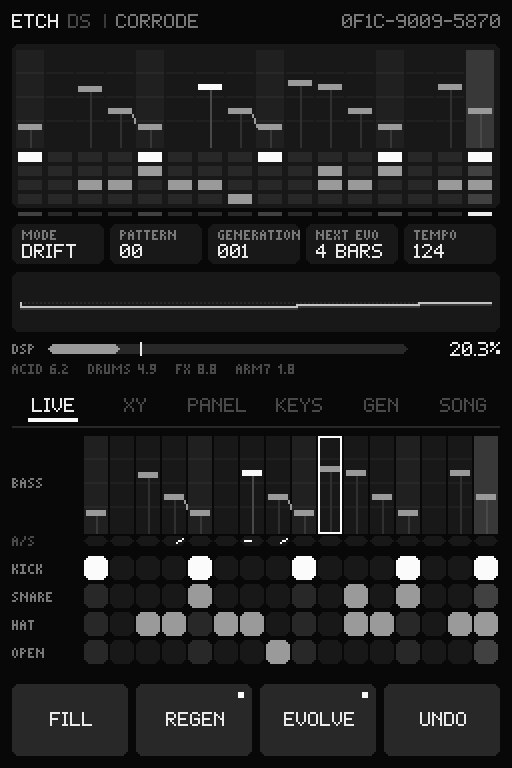 ETCH DS | CORRODE 0F1C-9009-5870
MODE PATTERN GENERATION NEXT EVO TEMPO
DRIFT 00 001 4 BARS 124
DSP 20.3%
ACID 6.2 DRUMS 4.9 FX 8.8 ARM7 1.8
LIVE XY PANEL KEYS GEN SONG
BASS
A/S
KICK
SNARE
HAT
OPEN
FILL REGEN EVOLVE UNDO